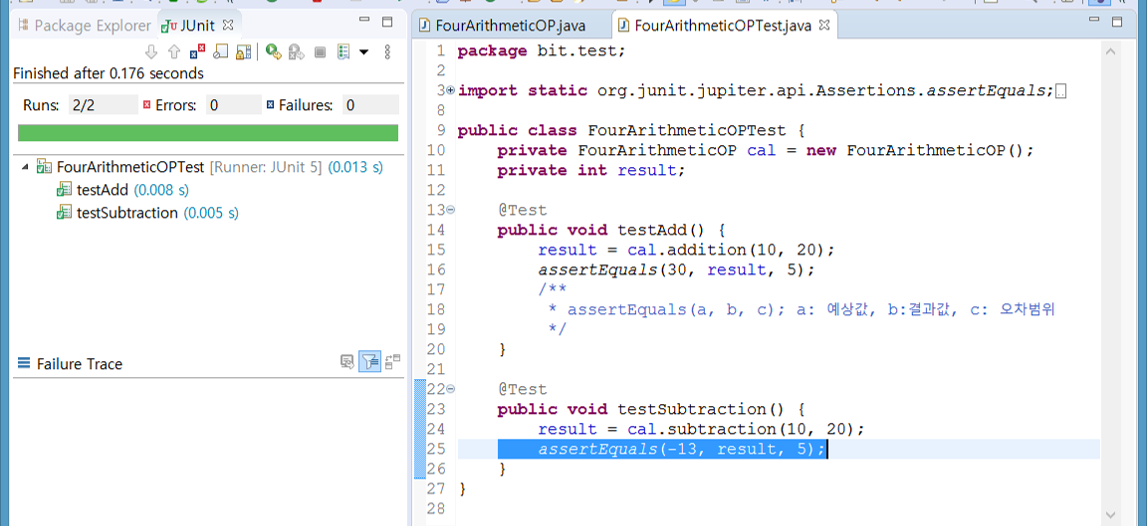 Package Explorer JUnit
Finished after 0.176 seconds
Runs: 2/2 Errors: 0 Failures: 0
FourArithmeticOPTest [Runner: JUnit 5] (0.013 s)
testAdd (0.008 s)
testSubtraction (0.005 s)
Failure Trace
FourArithmeticOP.java FourArithmeticOPTest.java
1 package bit.test;
2
3 import static org.junit.jupiter.api.Assertions.assertEquals;
8
9 public class FourArithmeticOPTest {
10 private FourArithmeticOP cal = new FourArithmeticOP();
11 private int result;
12
13 @Test
14 public void testAdd() {
15 result = cal.addition(10, 20);
16 assertEquals(30, result, 5);
17 /**
18 * assertEquals(a, b, c); a: 예상값, b:결과값, c: 오차범위
19 */
20 }
21
22 @Test
23 public void testSubtraction() {
24 result = cal.subtraction(10, 20);
25 assertEquals(-13, result, 5);
26 }
27 }
28